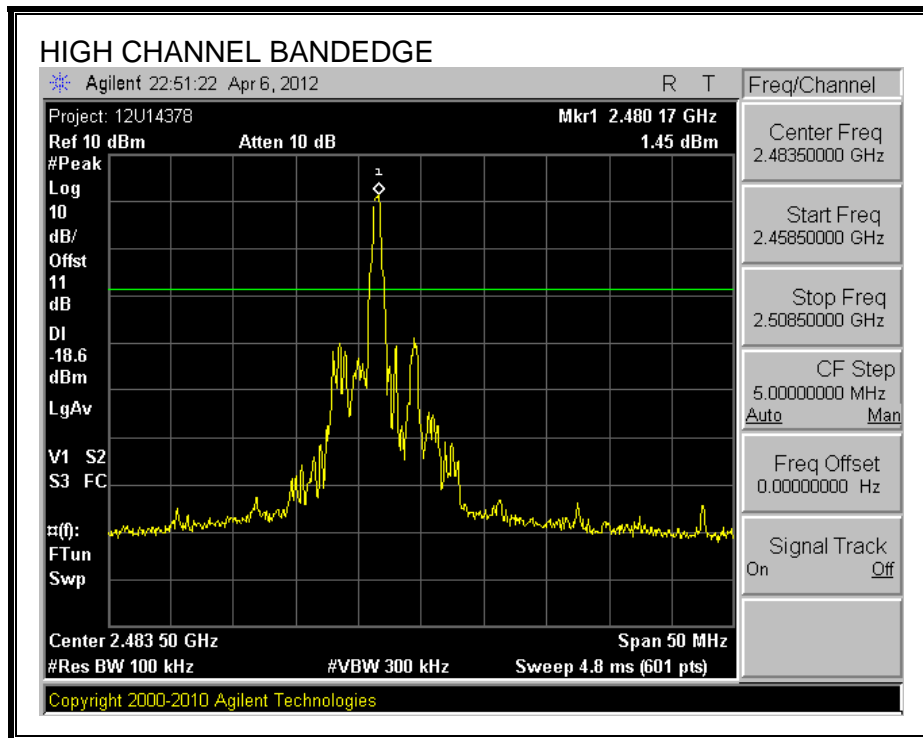 HIGH CHANNEL BANDEDGE
Agilent 22:51:22 Apr 6, 2012 R T
Project: 12U14378 Mkr1 2.480 17 GHz
Ref 10 dBm Atten 10 dB 1.45 dBm
#Peak
Log
10
dB/
Offst
11
dB
DI
-18.6
dBm
LgAv
V1 S2
S3 FC
¤(f):
FTun
Swp
1
Center 2.483 50 GHz Span 50 MHz
#Res BW 100 kHz #VBW 300 kHz Sweep 4.8 ms (601 pts)
Copyright 2000-2010 Agilent Technologies
Freq/Channel
Center Freq
2.48350000 GHz
Start Freq
2.45850000 GHz
Stop Freq
2.50850000 GHz
CF Step
5.00000000 MHz
Auto Man
Freq Offset
0.00000000 Hz
Signal Track
On Off